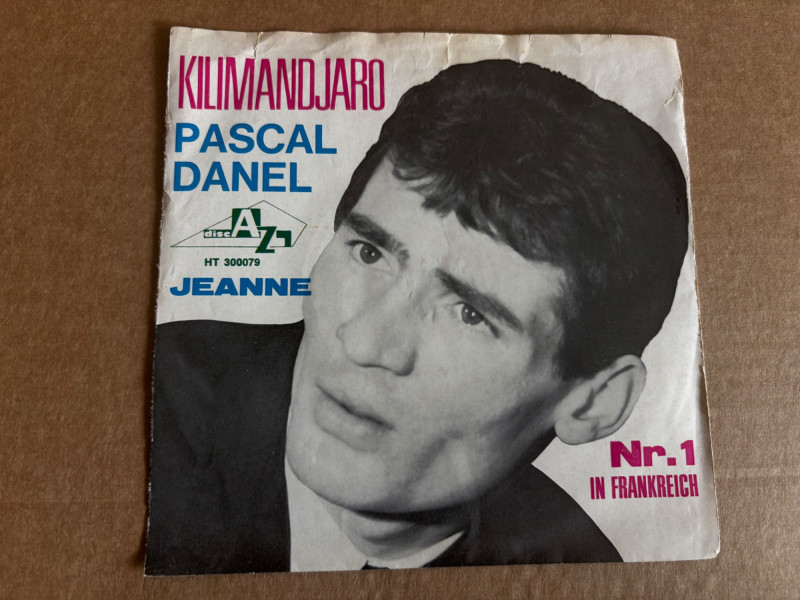 KILIMANDJARO
PASCAL
DANEL
disc AZ
HT 300079
JEANNE
Nr. 1
IN FRANKREICH